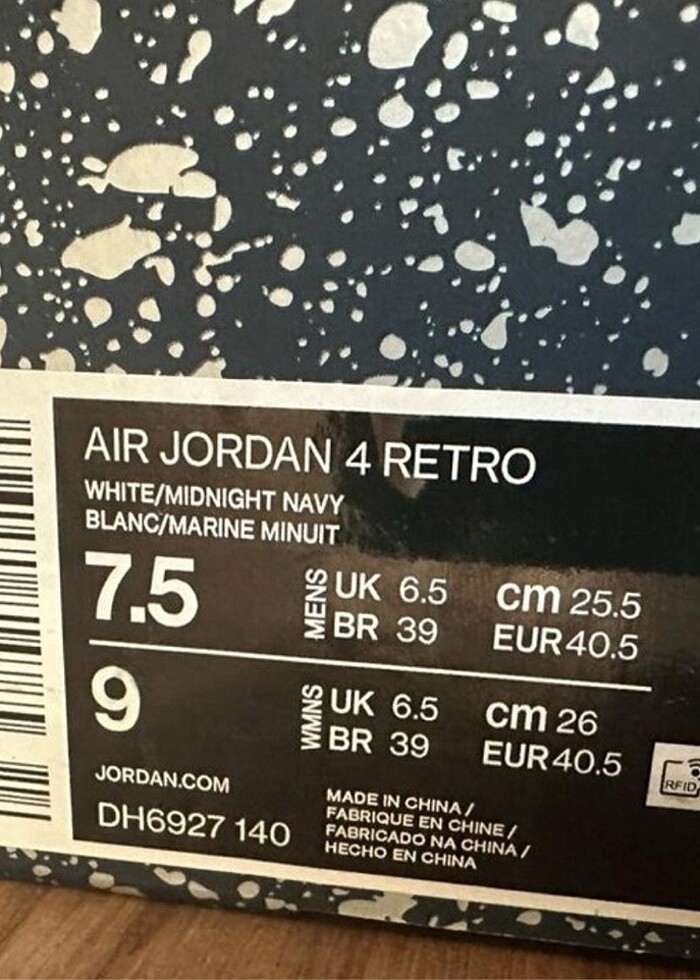 AIR JORDAN 4 RETRO
WHITE/MIDNIGHT NAVY
BLANC/MARINE MINUIT
7.5 MENS UK 6.5 cm 25.5
BR 39 EUR 40.5
9 WMNS UK 6.5 cm 26
BR 39 EUR 40.5
RFID
JORDAN.COM
DH6927 140
MADE IN CHINA /
FABRIQUE EN CHINE /
FABRICADO NA CHINA /
HECHO EN CHINA